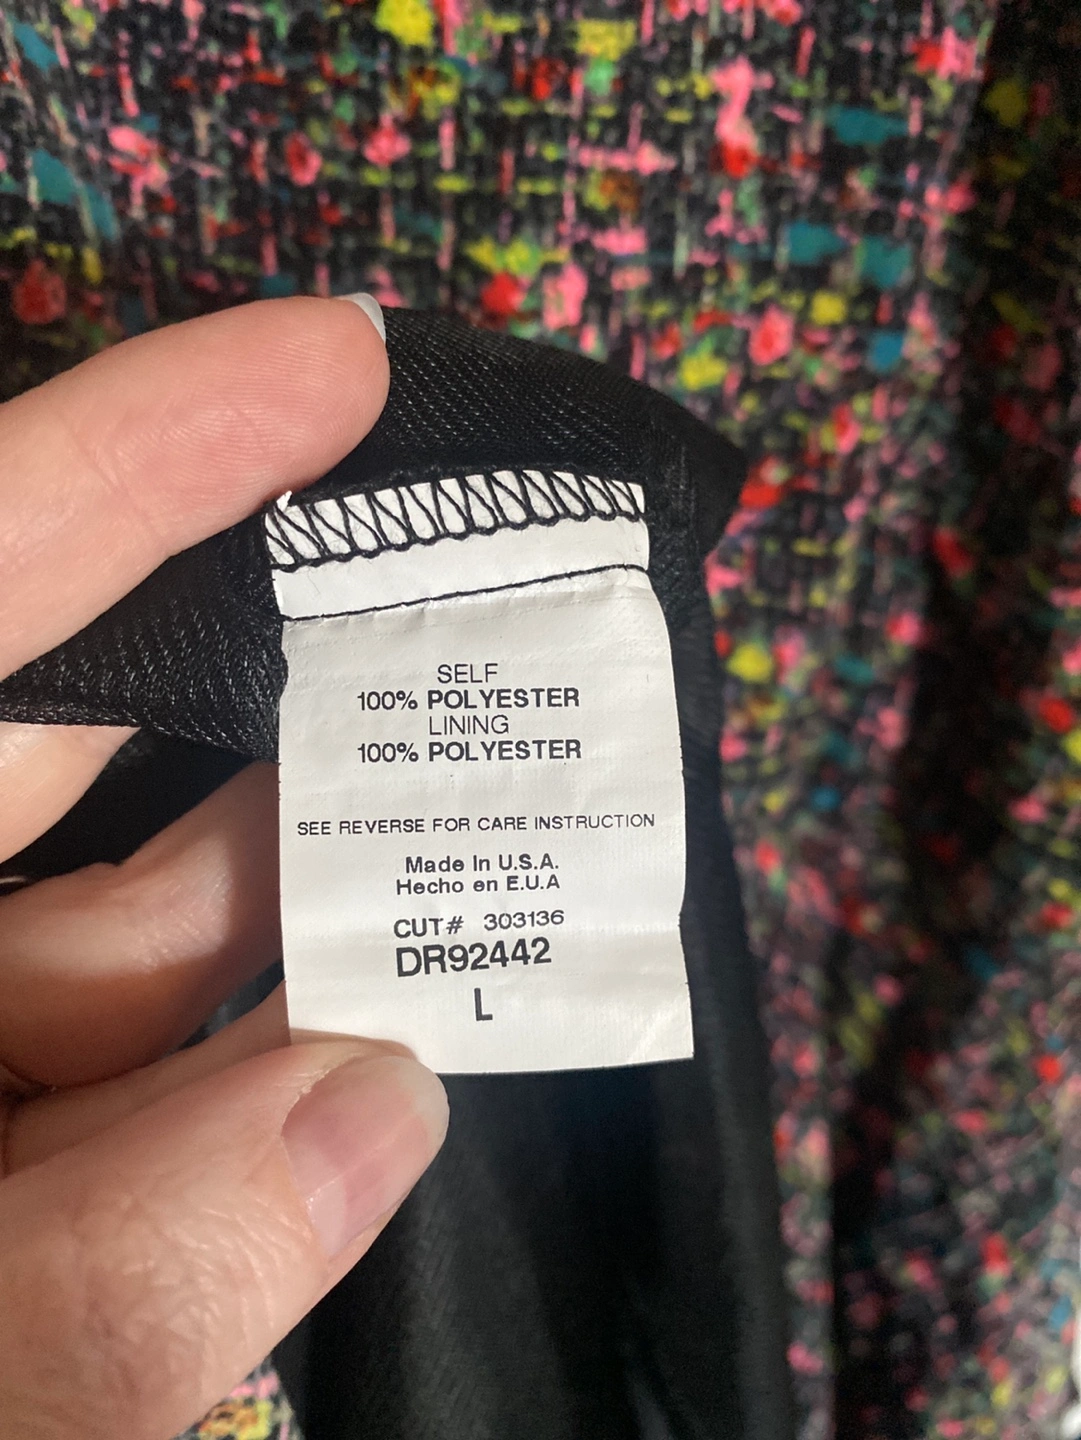 SELF
100% POLYESTER
LINING
100% POLYESTER
SEE REVERSE FOR CARE INSTRUCTION
Made In U.S.A.
Hecho en E.U.A
CUT# 303136
DR92442
L